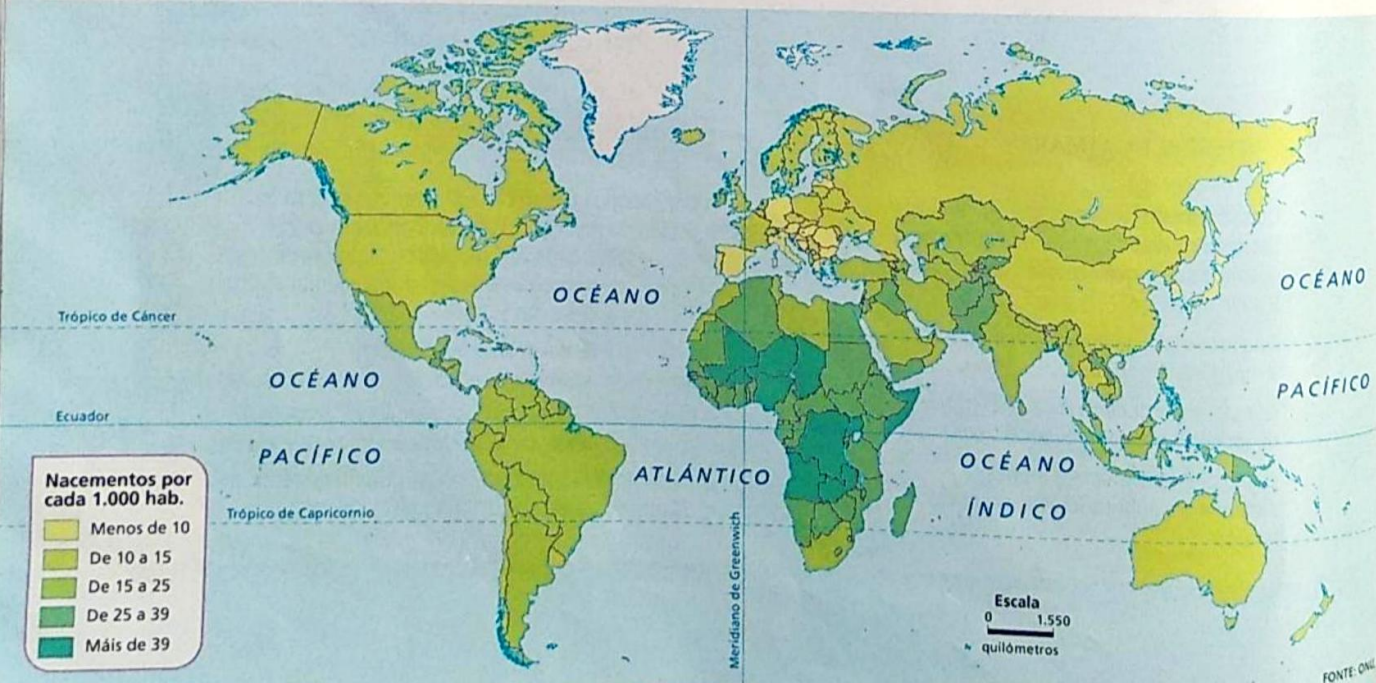 OCÉANO
OCÉANO
Trópico de Cáncer
OCÉANO
PACÍFICO
Ecuador
PACÍFICO
ATLÁNTICO
OCÉANO
ÍNDICO
Trópico de Capricornio
Meridiano de Greenwich
Nacementos por
cada 1.000 hab.
Menos de 10
De 10 a 15
De 15 a 25
De 25 a 39
Máis de 39
Escala
0 1.550
quilómetros
FONTE: ONU